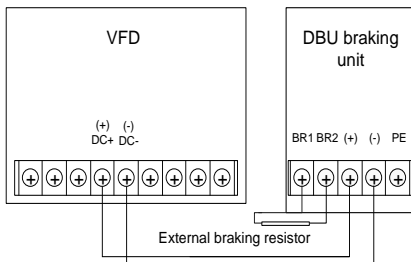 VFD
DBU braking
unit
(+)
(-)
DC+
DC-
BR1
BR2
(+)
(-)
PE
External braking resistor